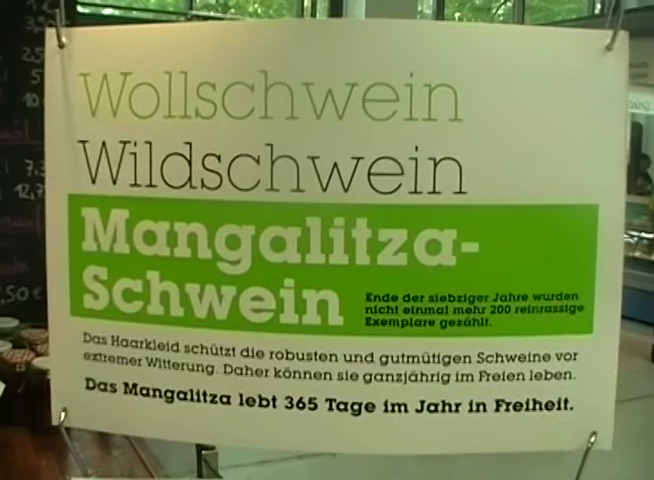 Wollschwein
Wildschwein
Mangalitza-
Schwein
Ende der siebziger Jahre wurden
nicht einmal mehr 200 reinrassige
Exemplare gezählt.
Das Haarkleid schützt die robusten und gutmütigen Schweine vor
extremer Witterung. Daher können sie ganzjährig im Freien leben.
Das Mangalitza lebt 365 Tage im Jahr in Freiheit.